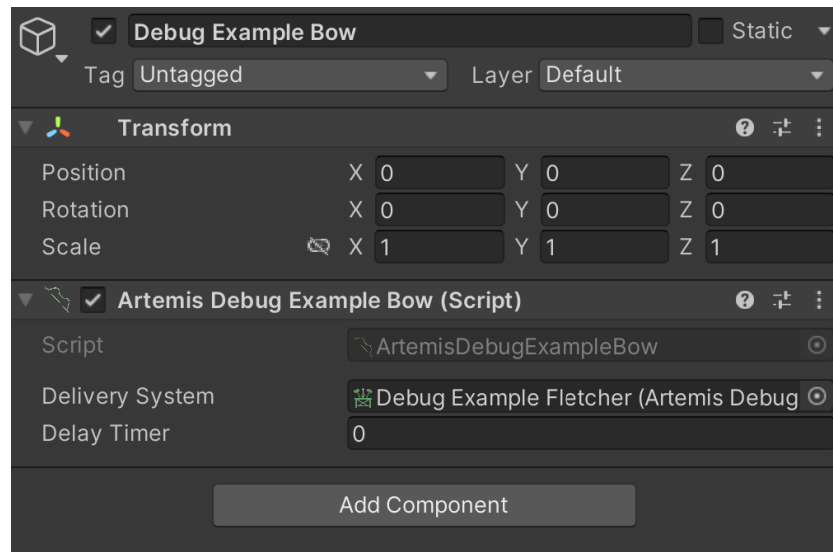 Debug Example Bow Static
Tag Untagged Layer Default
Transform
Position X 0 Y 0 Z 0
Rotation X 0 Y 0 Z 0
Scale X 1 Y 1 Z 1
Artemis Debug Example Bow (Script)
Script ArtemisDebugExampleBow
Delivery System Debug Example Fletcher (Artemis Debug
Delay Timer 0
Add Component